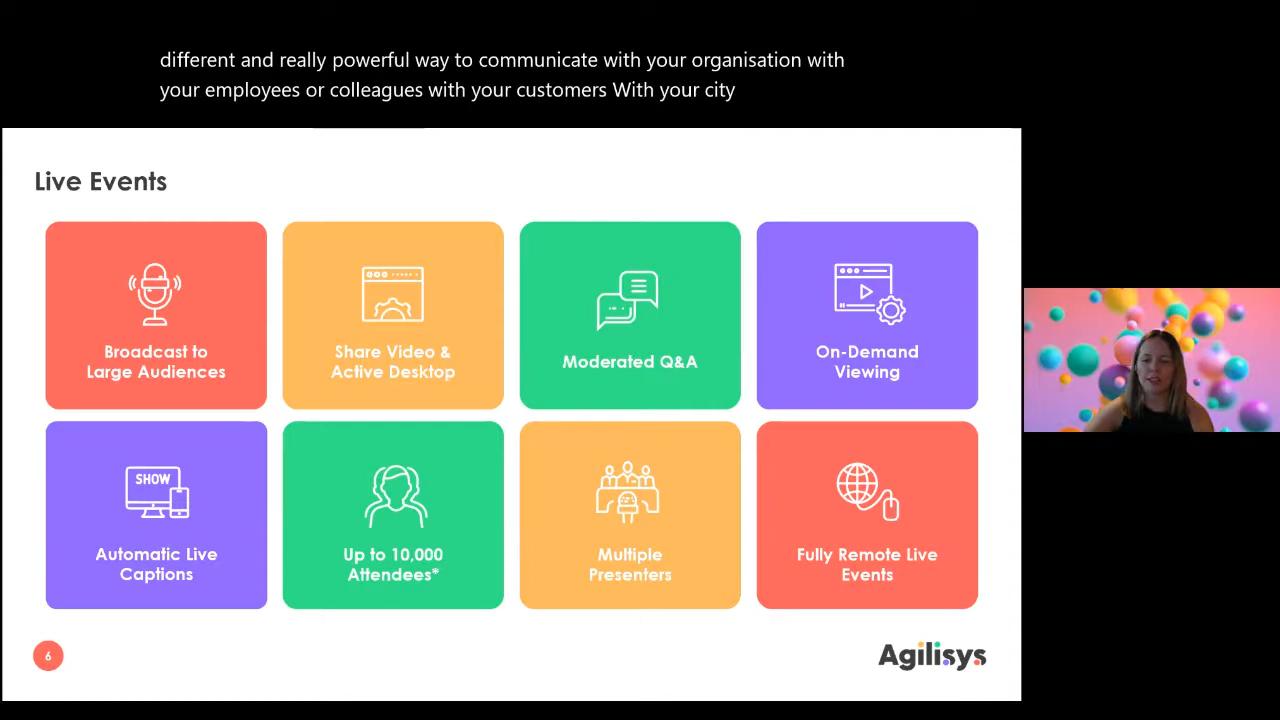 different and really powerful way to communicate with your organisation with
your employees or colleagues with your customers With your city
Live Events
Broadcast to
Large Audiences
Share Video &
Active Desktop
Moderated Q&A
On-Demand
Viewing
SHOW
Automatic Live
Captions
Up to 10,000
Attendees*
Multiple
Presenters
Fully Remote Live
Events
6
Agilisys